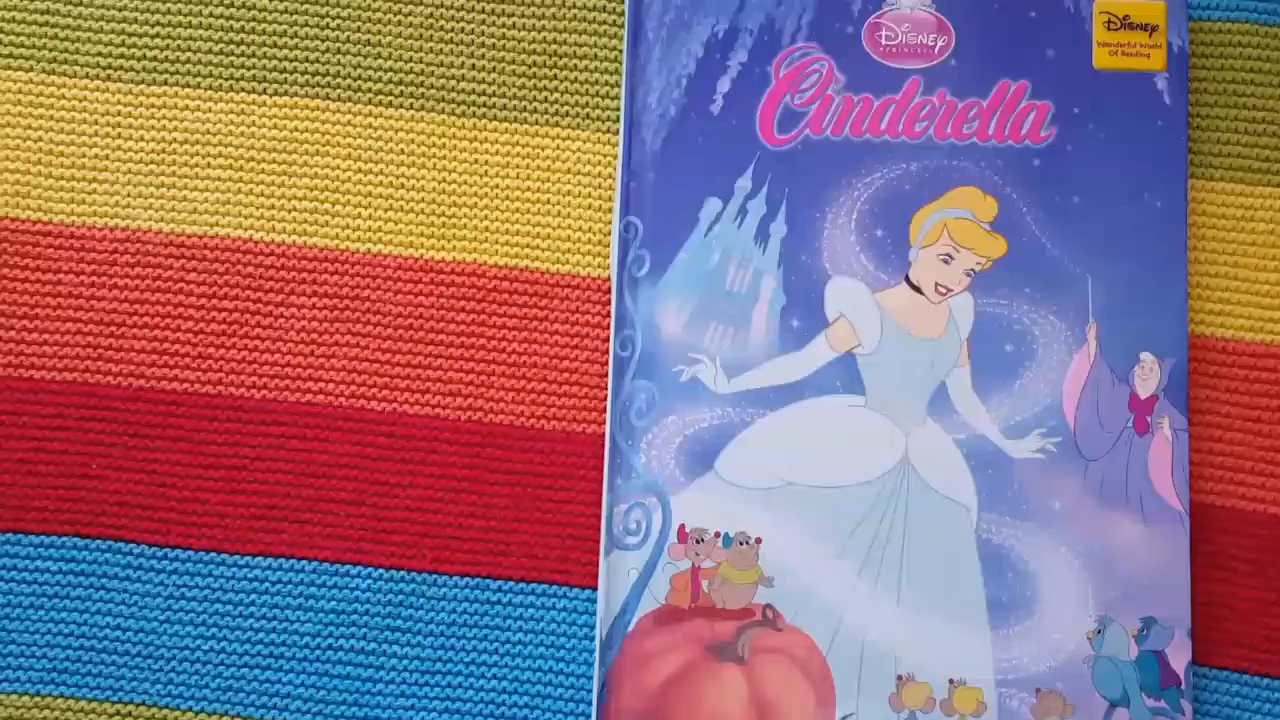 Disney
PRINCESS
Cinderella
Disney
Wonderful World
Of Reading